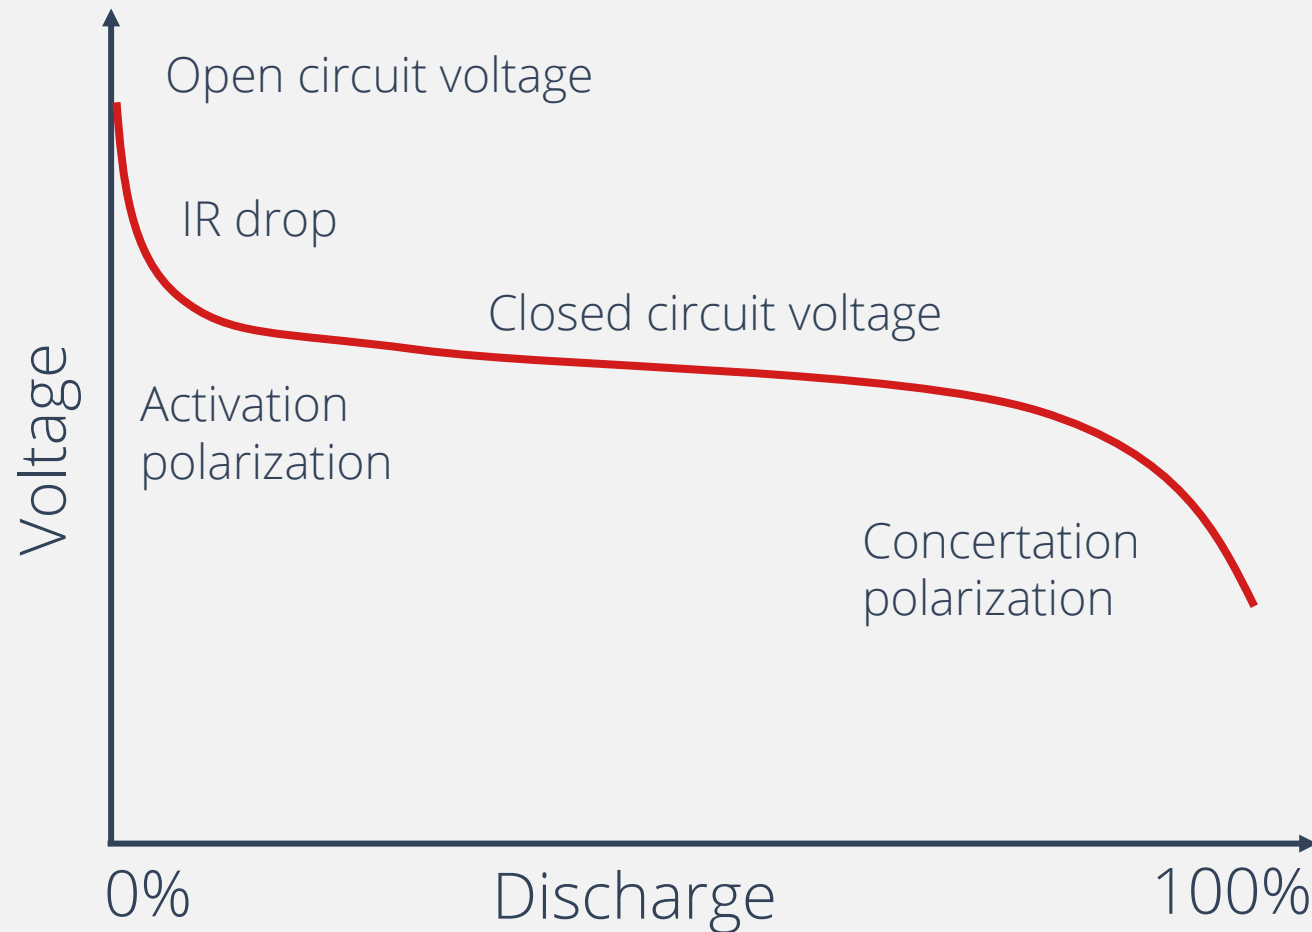 Open circuit voltage
IR drop
Closed circuit voltage
Activation
polarization
Voltage
Concertation
polarization
0%
Discharge
100%